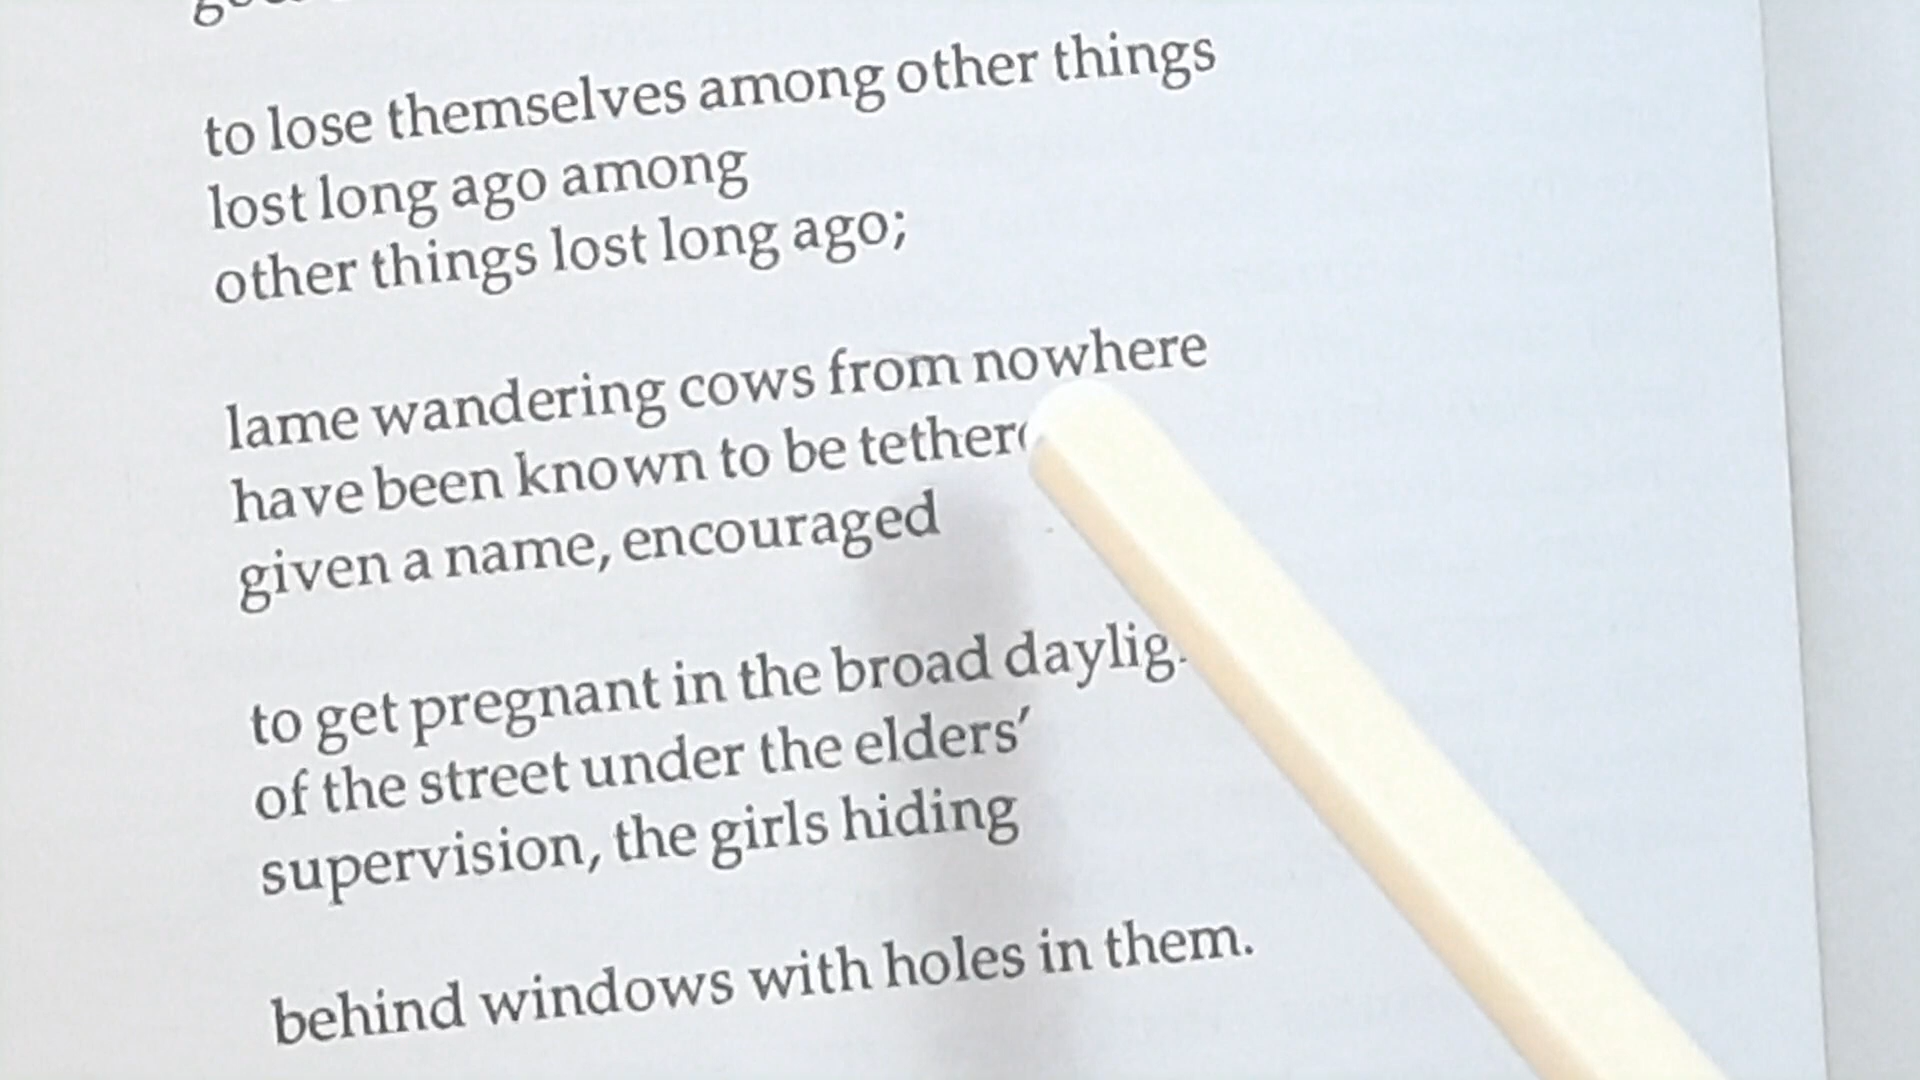 to lose themselves among other things
lost long ago among
other things lost long ago;
lame wandering cows from nowhere
have been known to be
given a name, encouraged
to get pregnant in the broad
of the street under the elders’
supervision, the girls hiding
behind windows with holes in them.